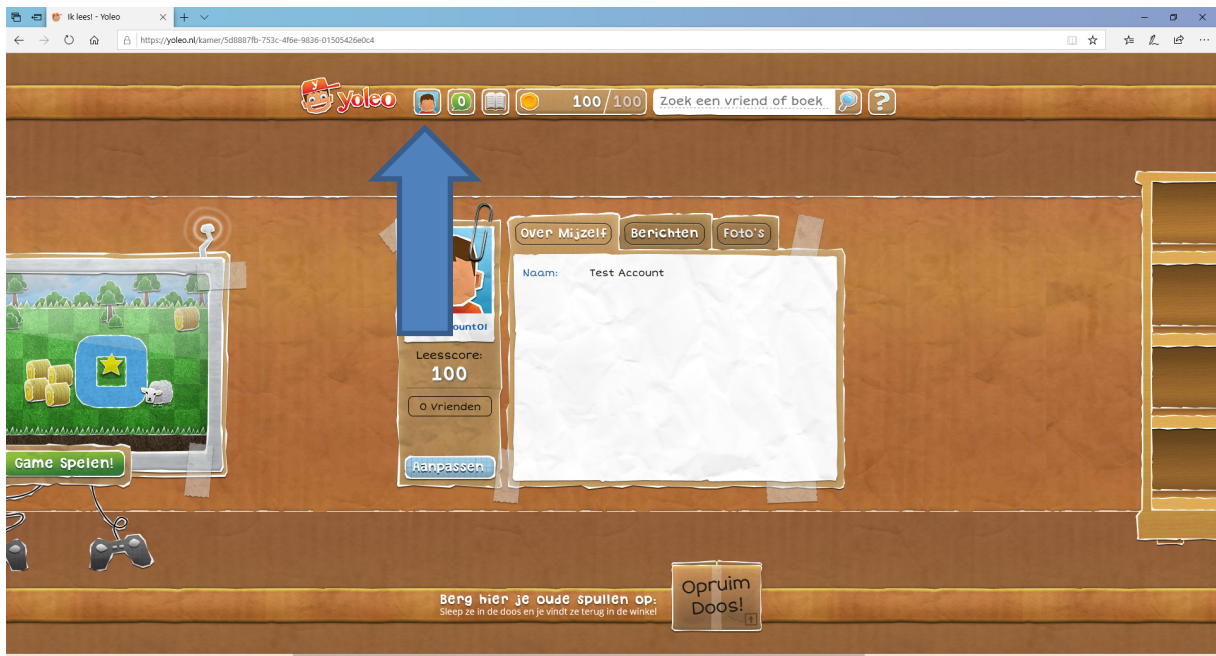 Ik lees! - Yoleo
https://yoleo.nl/kamer/5d8887fb-753c-4f6e-9836-01505426e0c4
yoleo
0
100/100
Zoek een vriend of boek
?
Over Mijzelf
Berichten
Foto's
Naam: Test Account
ount01
Leesscore:
100
0 Vrienden
Aanpassen
Game Spelen!
Berg hier je oude spullen op:
Sleep ze in de doos en je vindt ze terug in de winkel
Opruim
Doos!